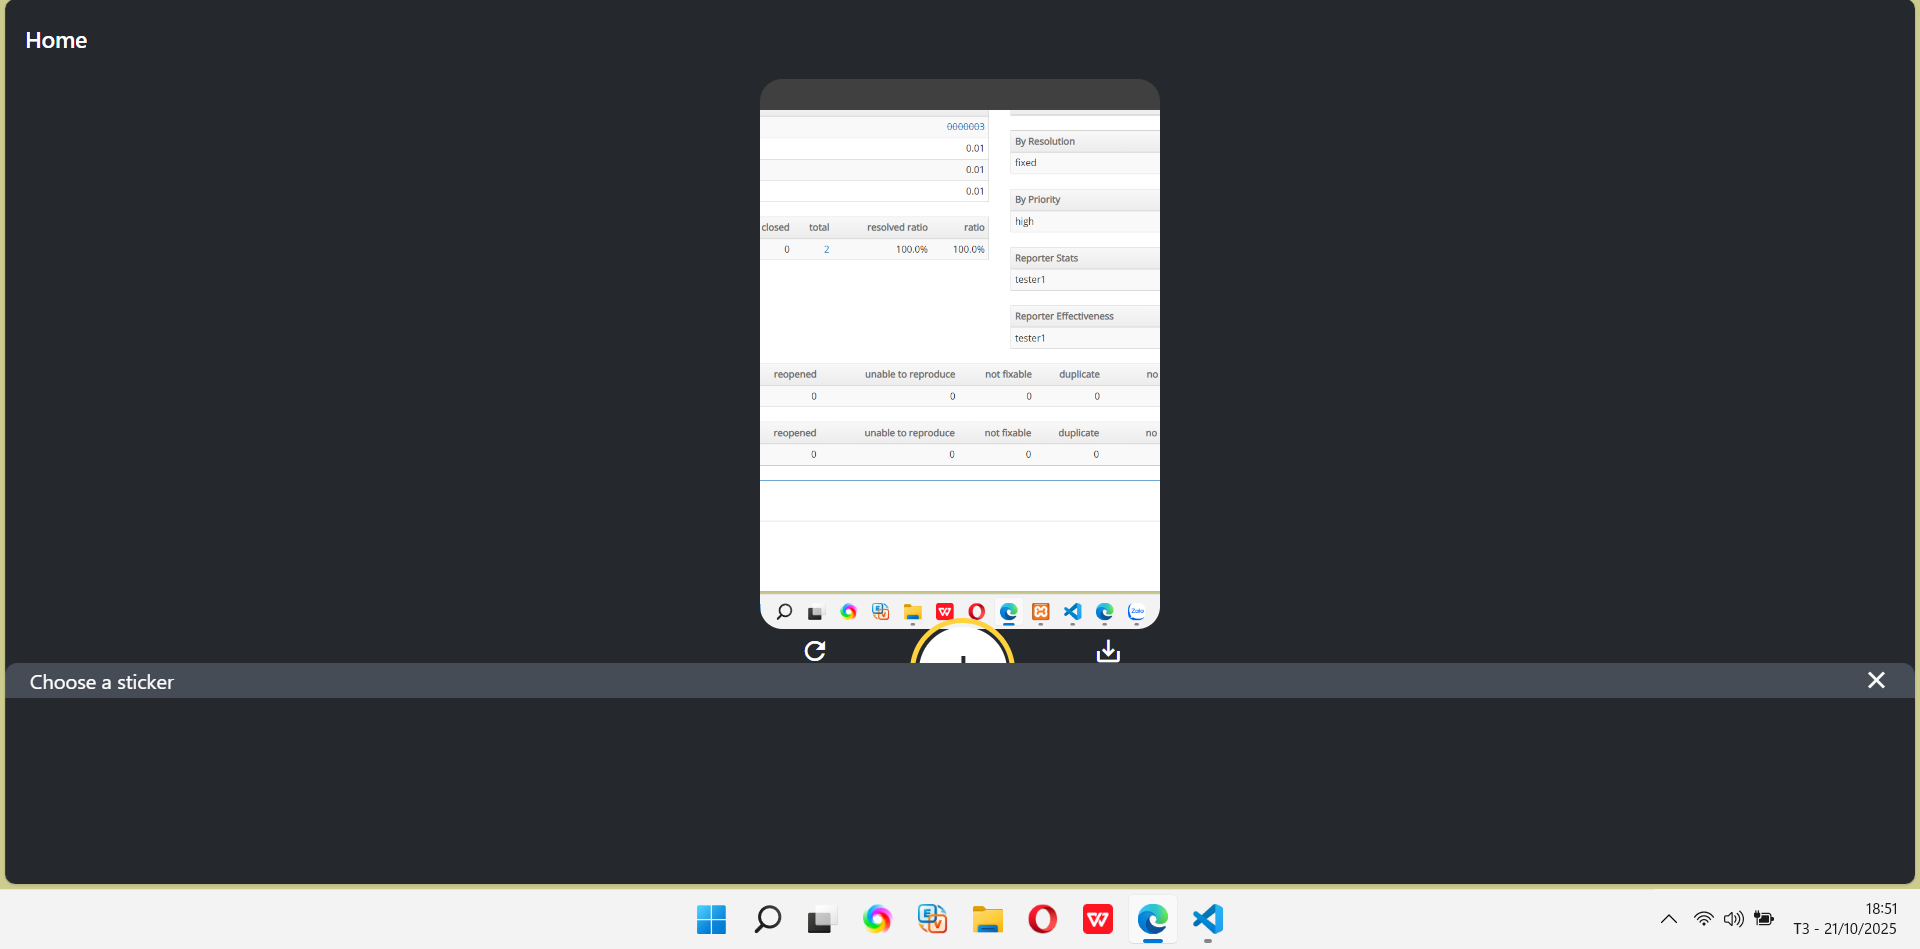 Home
0000003
0.01
0.01
0.01
closed total resolved ratio ratio
0 2 100.0% 100.0%
By Resolution
fixed
By Priority
high
Reporter Stats
tester1
Reporter Effectiveness
tester1
reopened unable to reproduce not fixable duplicate no
0 0 0 0
reopened unable to reproduce not fixable duplicate no
0 0 0 0
Zalo
Choose a sticker
18:51
T3 - 21/10/2025